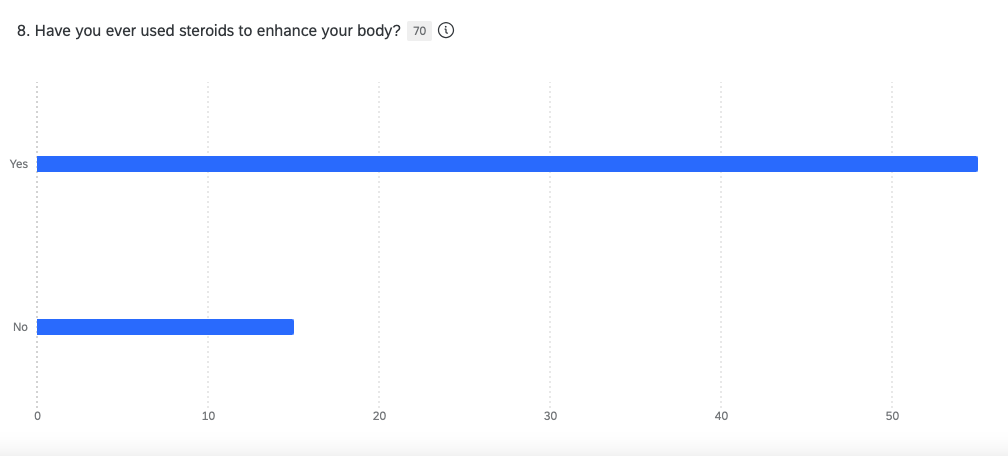 8. Have you ever used steroids to enhance your body? 70
Yes
No
0 10 20 30 40 50